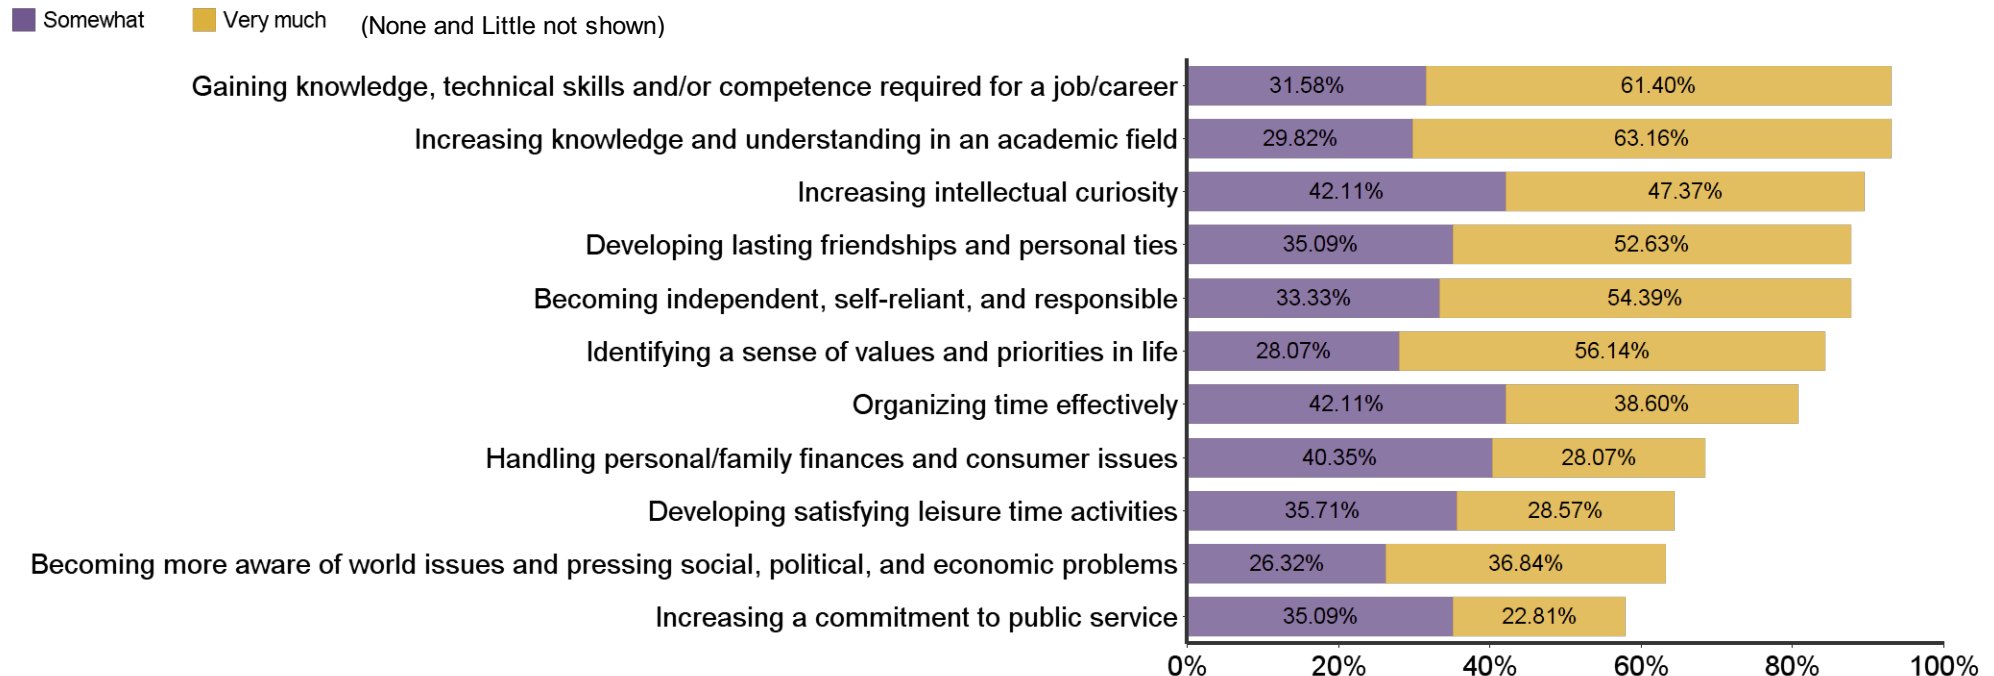 Somewhat Very much (None and Little not shown)
Gaining knowledge, technical skills and/or competence required for a job/career 31.58% 61.40%
Increasing knowledge and understanding in an academic field 29.82% 63.16%
Increasing intellectual curiosity 42.11% 47.37%
Developing lasting friendships and personal ties 35.09% 52.63%
Becoming independent, self-reliant, and responsible 33.33% 54.39%
Identifying a sense of values and priorities in life 28.07% 56.14%
Organizing time effectively 42.11% 38.60%
Handling personal/family finances and consumer issues 40.35% 28.07%
Developing satisfying leisure time activities 35.71% 28.57%
Becoming more aware of world issues and pressing social, political, and economic problems 26.32% 36.84%
Increasing a commitment to public service 35.09% 22.81%
0% 20% 40% 60% 80% 100%